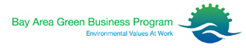 Bay Area Green Business Program
Environmental Values At Work